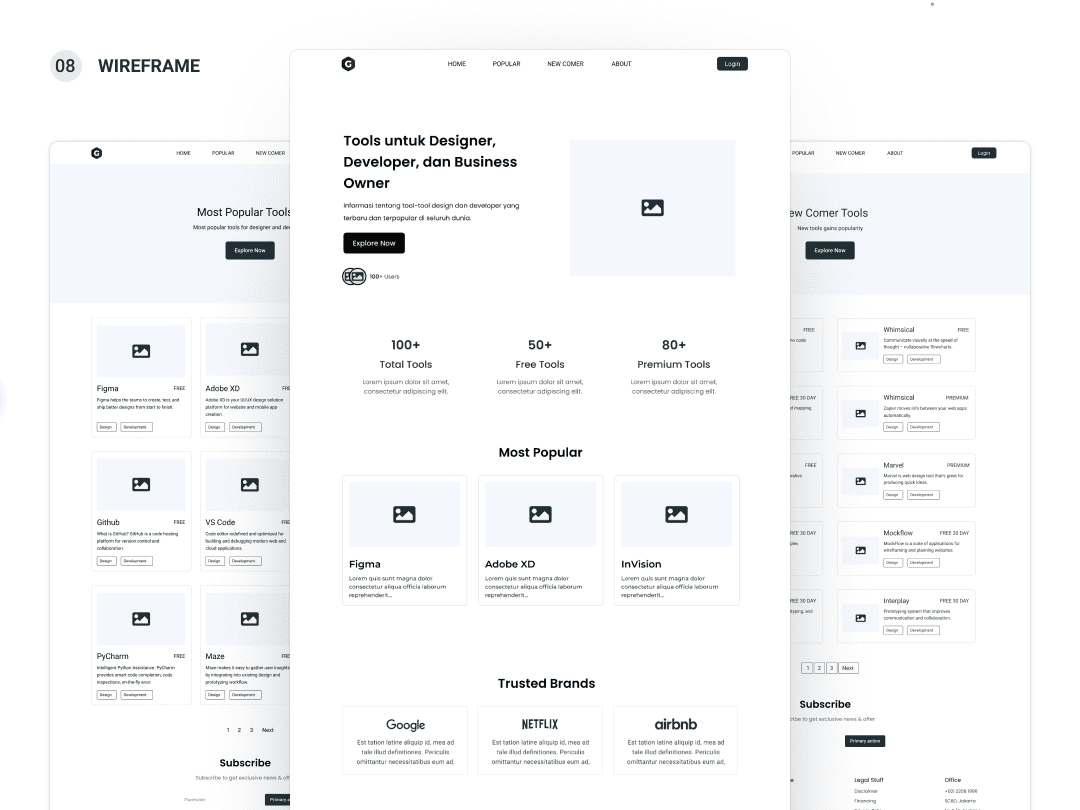 08 WIREFRAME
HOME POPULAR NEW COMER ABOUT Login
Tools untuk Designer,
Developer, dan Business
Owner
Informasi tentang tool-tool design dan developer yang
terbaru dan terpopular di seluruh dunia.
Explore Now
100+ Users
100+ 50+ 80+
Total Tools Free Tools Premium Tools
Lorem ipsum dolor sit amet, Lorem ipsum dolor sit amet, Lorem ipsum dolor sit amet,
consectetur adipiscing elit. consectetur adipiscing elit. consectetur adipiscing elit.
Most Popular
Figma Adobe XD InVision
Lorem quis sunt magna dolor Lorem quis sunt magna dolor Lorem quis sunt magna dolor
consectetur aliqua officia laborum consectetur aliqua officia laborum consectetur aliqua officia laborum
reprehenderit... reprehenderit... reprehenderit...
Trusted Brands
Google NETFLIX airbnb
Est tation latine aliquip id, mea ad Est tation latine aliquip id, mea ad Est tation latine aliquip id, mea ad
tale illud definitiones. Periculis tale illud definitiones. Periculis tale illud definitiones. Periculis
omittantur necessitatibus eum ad, omittantur necessitatibus eum ad, omittantur necessitatibus eum ad,
HOME POPULAR NEW COMER
Most Popular Tools
Most popular tools for designer and
Explore Now
Figma FREE
Figma helps the teams to create, test, and
ship better designs from start to finish.
Design Development
Adobe XD
Adobe XD is your UI/UX design solution
platform for website and mobile app
creation.
Design Development
Github FREE
What is GitHub? GitHub is a code hosting
platform for version control and
collaboration.
Design Development
VS Code
Code editor redefined and optimized for
building and debugging modern web and
cloud applications.
Design Development
PyCharm FREE
Intelligent Python Assistance. PyCharm
provides smart code completion, code
inspections, on-the-fly error.
Design Development
Maze
Maze makes it easy to gather user insights
by integrating into existing design and
prototyping workflow.
Design Development
1 2 3 Next
Subscribe
Subscribe to get exclusive news &
Placeholder Primary
POPULAR NEW COMER ABOUT Login
Comer Tools
New tools gains popularity
Explore Now
FREE
code
FREE 30 DAY
mapping
FREE
FREE 30 DAY
FREE 30 DAY
Whimsical FREE
Communicate visually at the speed of
thought – collaborative flowcharts.
Design Development
Whimsical PREMIUM
Zapier moves info between your web apps
automatically.
Design Development
Marvel PREMIUM
Marvel is web design tool that's great for
producing quick ideas.
Design Development
Mockflow FREE 30 DAY
MockFlow is a suite of applications for
wireframing and planning websites.
Design Development
Interplay FREE 30 DAY
Prototyping system that improves
communication and collaboration.
Design Development
1 2 3 Next
Subscribe
to get exclusive news & offer
Primary action
Legal Stuff Office
Disclaimer
Financing